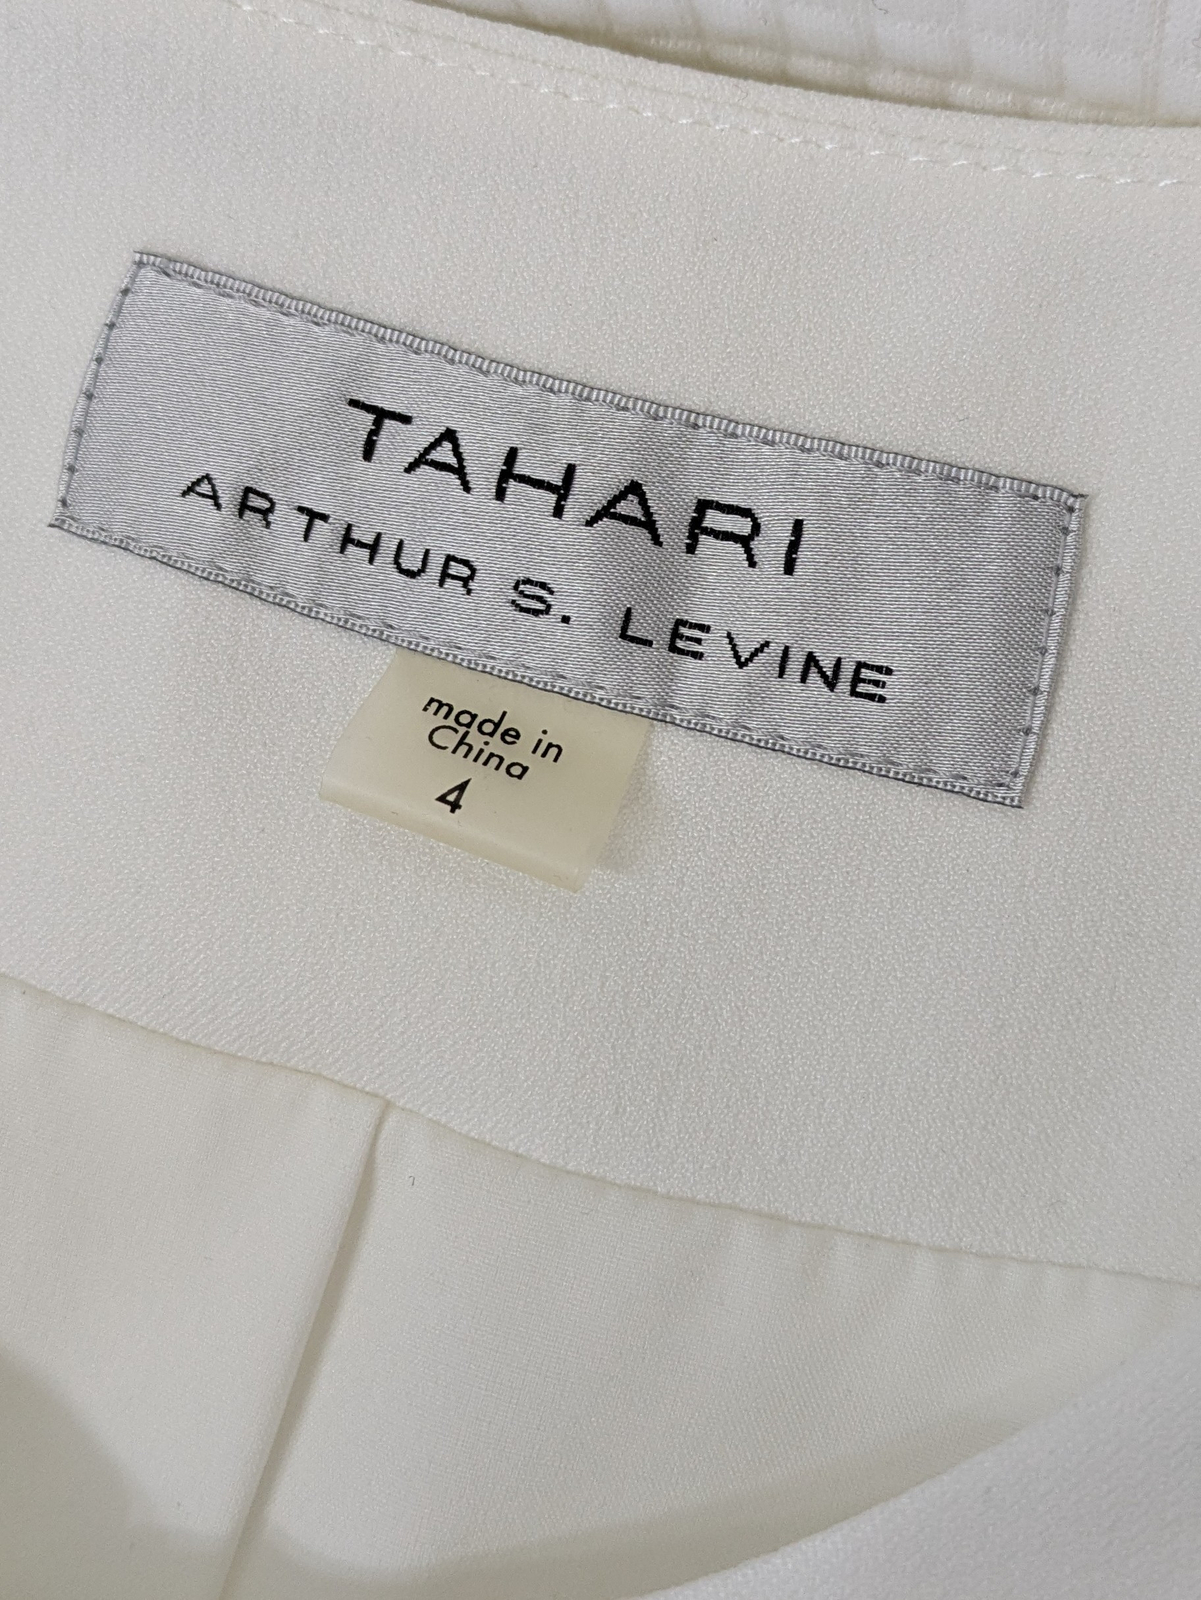 TAHARI
ARTHUR S. LEVINE
made in
China
4